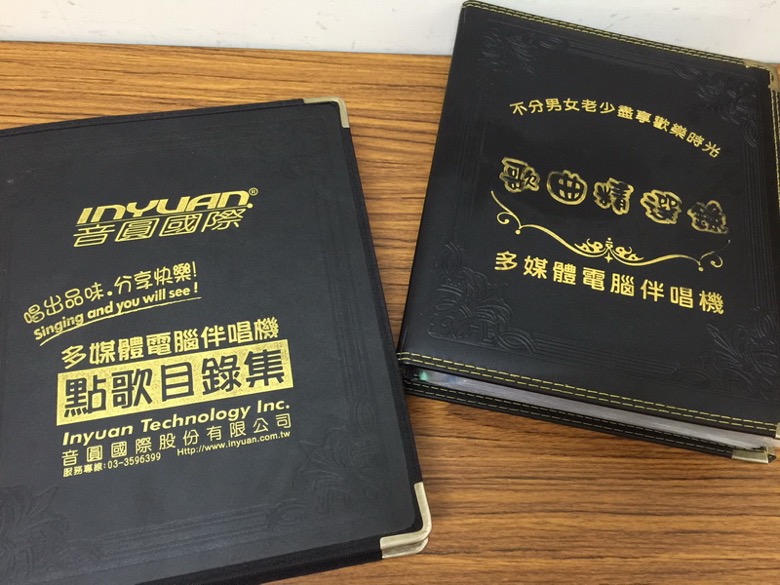 INYUAN®
音圓國際
唱出品味,分享快樂!
Singing and you will see!
多媒體電腦伴唱機
點歌目錄集
Inyuan Technology Inc.
音圓國際股份有限公司
服務專線:03-3596399 Http://www.inyuan.com.tw
不分男女老少盡享歡樂時光
歌曲精選錄
多媒體電腦伴唱機